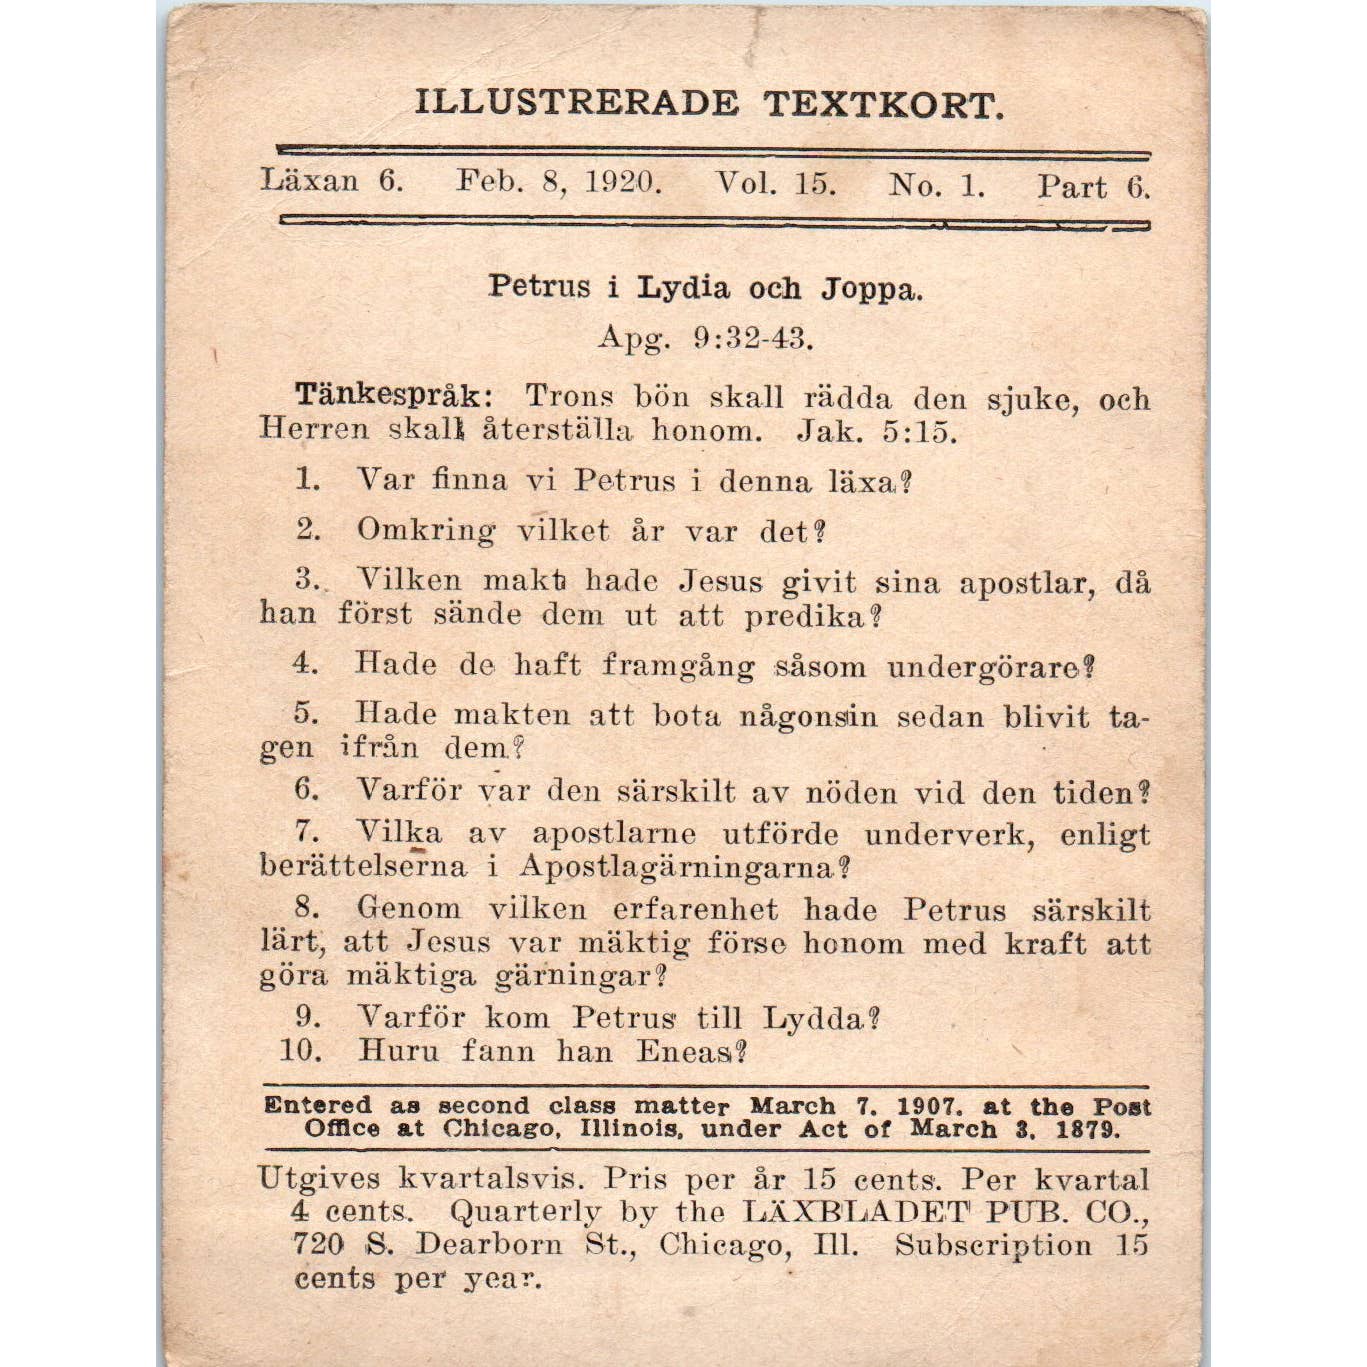 ILLUSTRERADE TEXTKORT.
Läxan 6. Feb. 8, 1920. Vol. 15. No. 1. Part 6.
Petrus i Lydia och Joppa.
Apg. 9:32-43.
Tänkespråk: Trons bön skall rädda den sjuke, och
Herren skall återställa honom. Jak. 5:15.
1. Var finna vi Petrus i denna läxa?
2. Omkring vilket år var det?
3. Vilken makt hade Jesus givit sina apostlar, då
han först sände dem ut att predika?
4. Hade de haft framgång såsom undergörare?
5. Hade makten att bota någonsin sedan blivit ta-
gen ifrån dem?
6. Varför var den särskilt av nöden vid den tiden?
7. Vilka av apostlarne utförde underverk, enligt
berättelserna i Apostlagärningarna?
8. Genom vilken erfarenhet hade Petrus särskilt
lärt, att Jesus var mäktig förse honom med kraft att
göra mäktiga gärningar?
9. Varför kom Petrus till Lydda?
10. Huru fann han Eneas?
Entered as second class matter March 7. 1907. at the Post
Office at Chicago, Illinois, under Act of March 3. 1879.
Utgives kvartalsvis. Pris per år 15 cents. Per kvartal
4 cents. Quarterly by the LÄXBLADET PUB. CO.,
720 S. Dearborn St., Chicago, Ill. Subscription 15
cents per year.